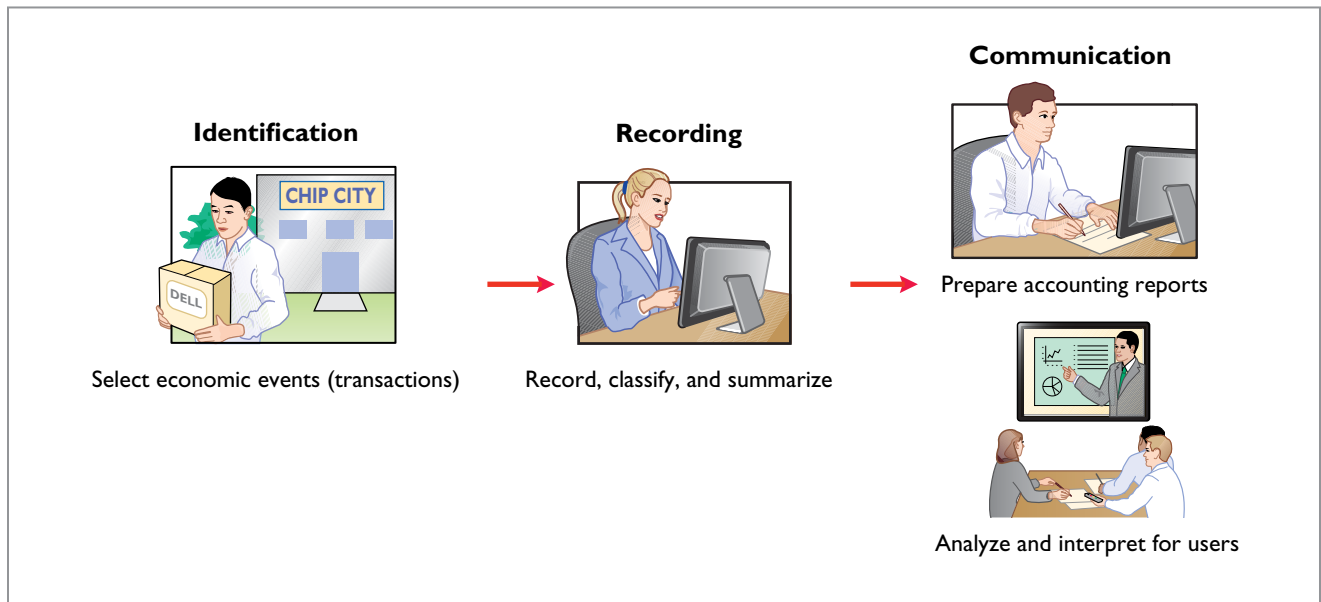 Identification
CHIP CITY
DELL
Select economic events (transactions)
Recording
Record, classify, and summarize
Communication
Prepare accounting reports
Analyze and interpret for users